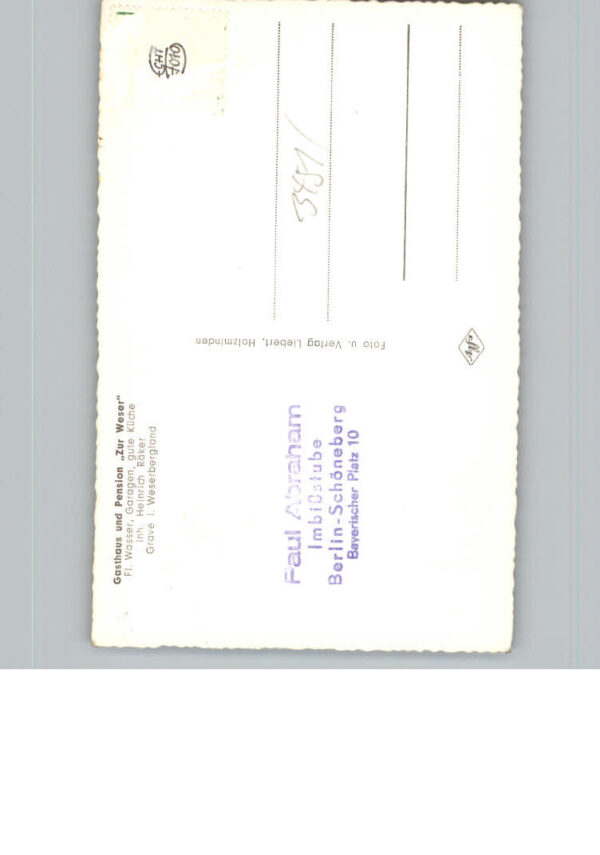 Gasthaus und Pension „Zur Weser"
Fl. Wasser, Garagen, gute Küche
Inh. Heinrich Räker
Grave i. Weserbergland
Foto u. Verlag Liebert, Holzminden
Paul Abraham
Imbißstube
Berlin-Schöneberg
Bayerischer Platz 10
ECHT
FOTO